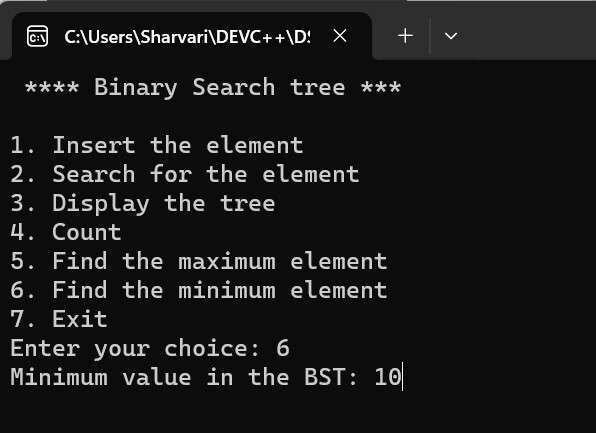 C:\Users\Sharvari\DEVC++\D:
**** Binary Search tree ***
1. Insert the element
2. Search for the element
3. Display the tree
4. Count
5. Find the maximum element
6. Find the minimum element
7. Exit
Enter your choice: 6
Minimum value in the BST: 10